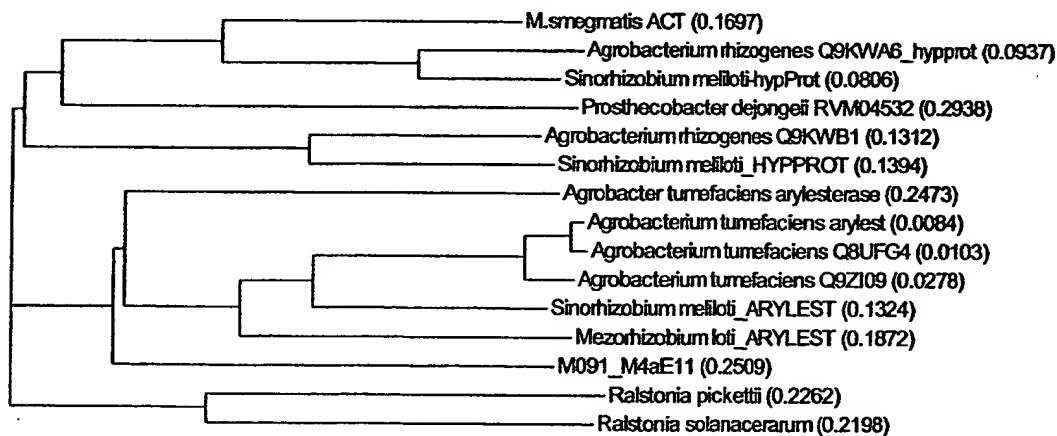 M.smegmatis ACT (0.1697)
Agrobacterium rhizogenes Q9KWA6_hypprot (0.0937)
Sinorhizobium meliloti-hypProt (0.0806)
Prosthecobacter dejongeii RVM04532 (0.2938)
Agrobacterium rhizogenes Q9KWB1 (0.1312)
Sinorhizobium meliloti_HYPPROT (0.1394)
Agrobacter tumefaciens arylesterase (0.2473)
Agrobacterium tumefaciens arylest (0.0084)
Agrobacterium tumefaciens Q8UFG4 (0.0103)
Agrobacterium tumefaciens Q9ZI09 (0.0278)
Sinorhizobium meliloti_ARYLEST (0.1324)
Mezorhizobium loti_ARYLEST (0.1872)
M091_M4aE11 (0.2509)
Ralstonia pickettii (0.2262)
Ralstonia solanacerarum (0.2198)